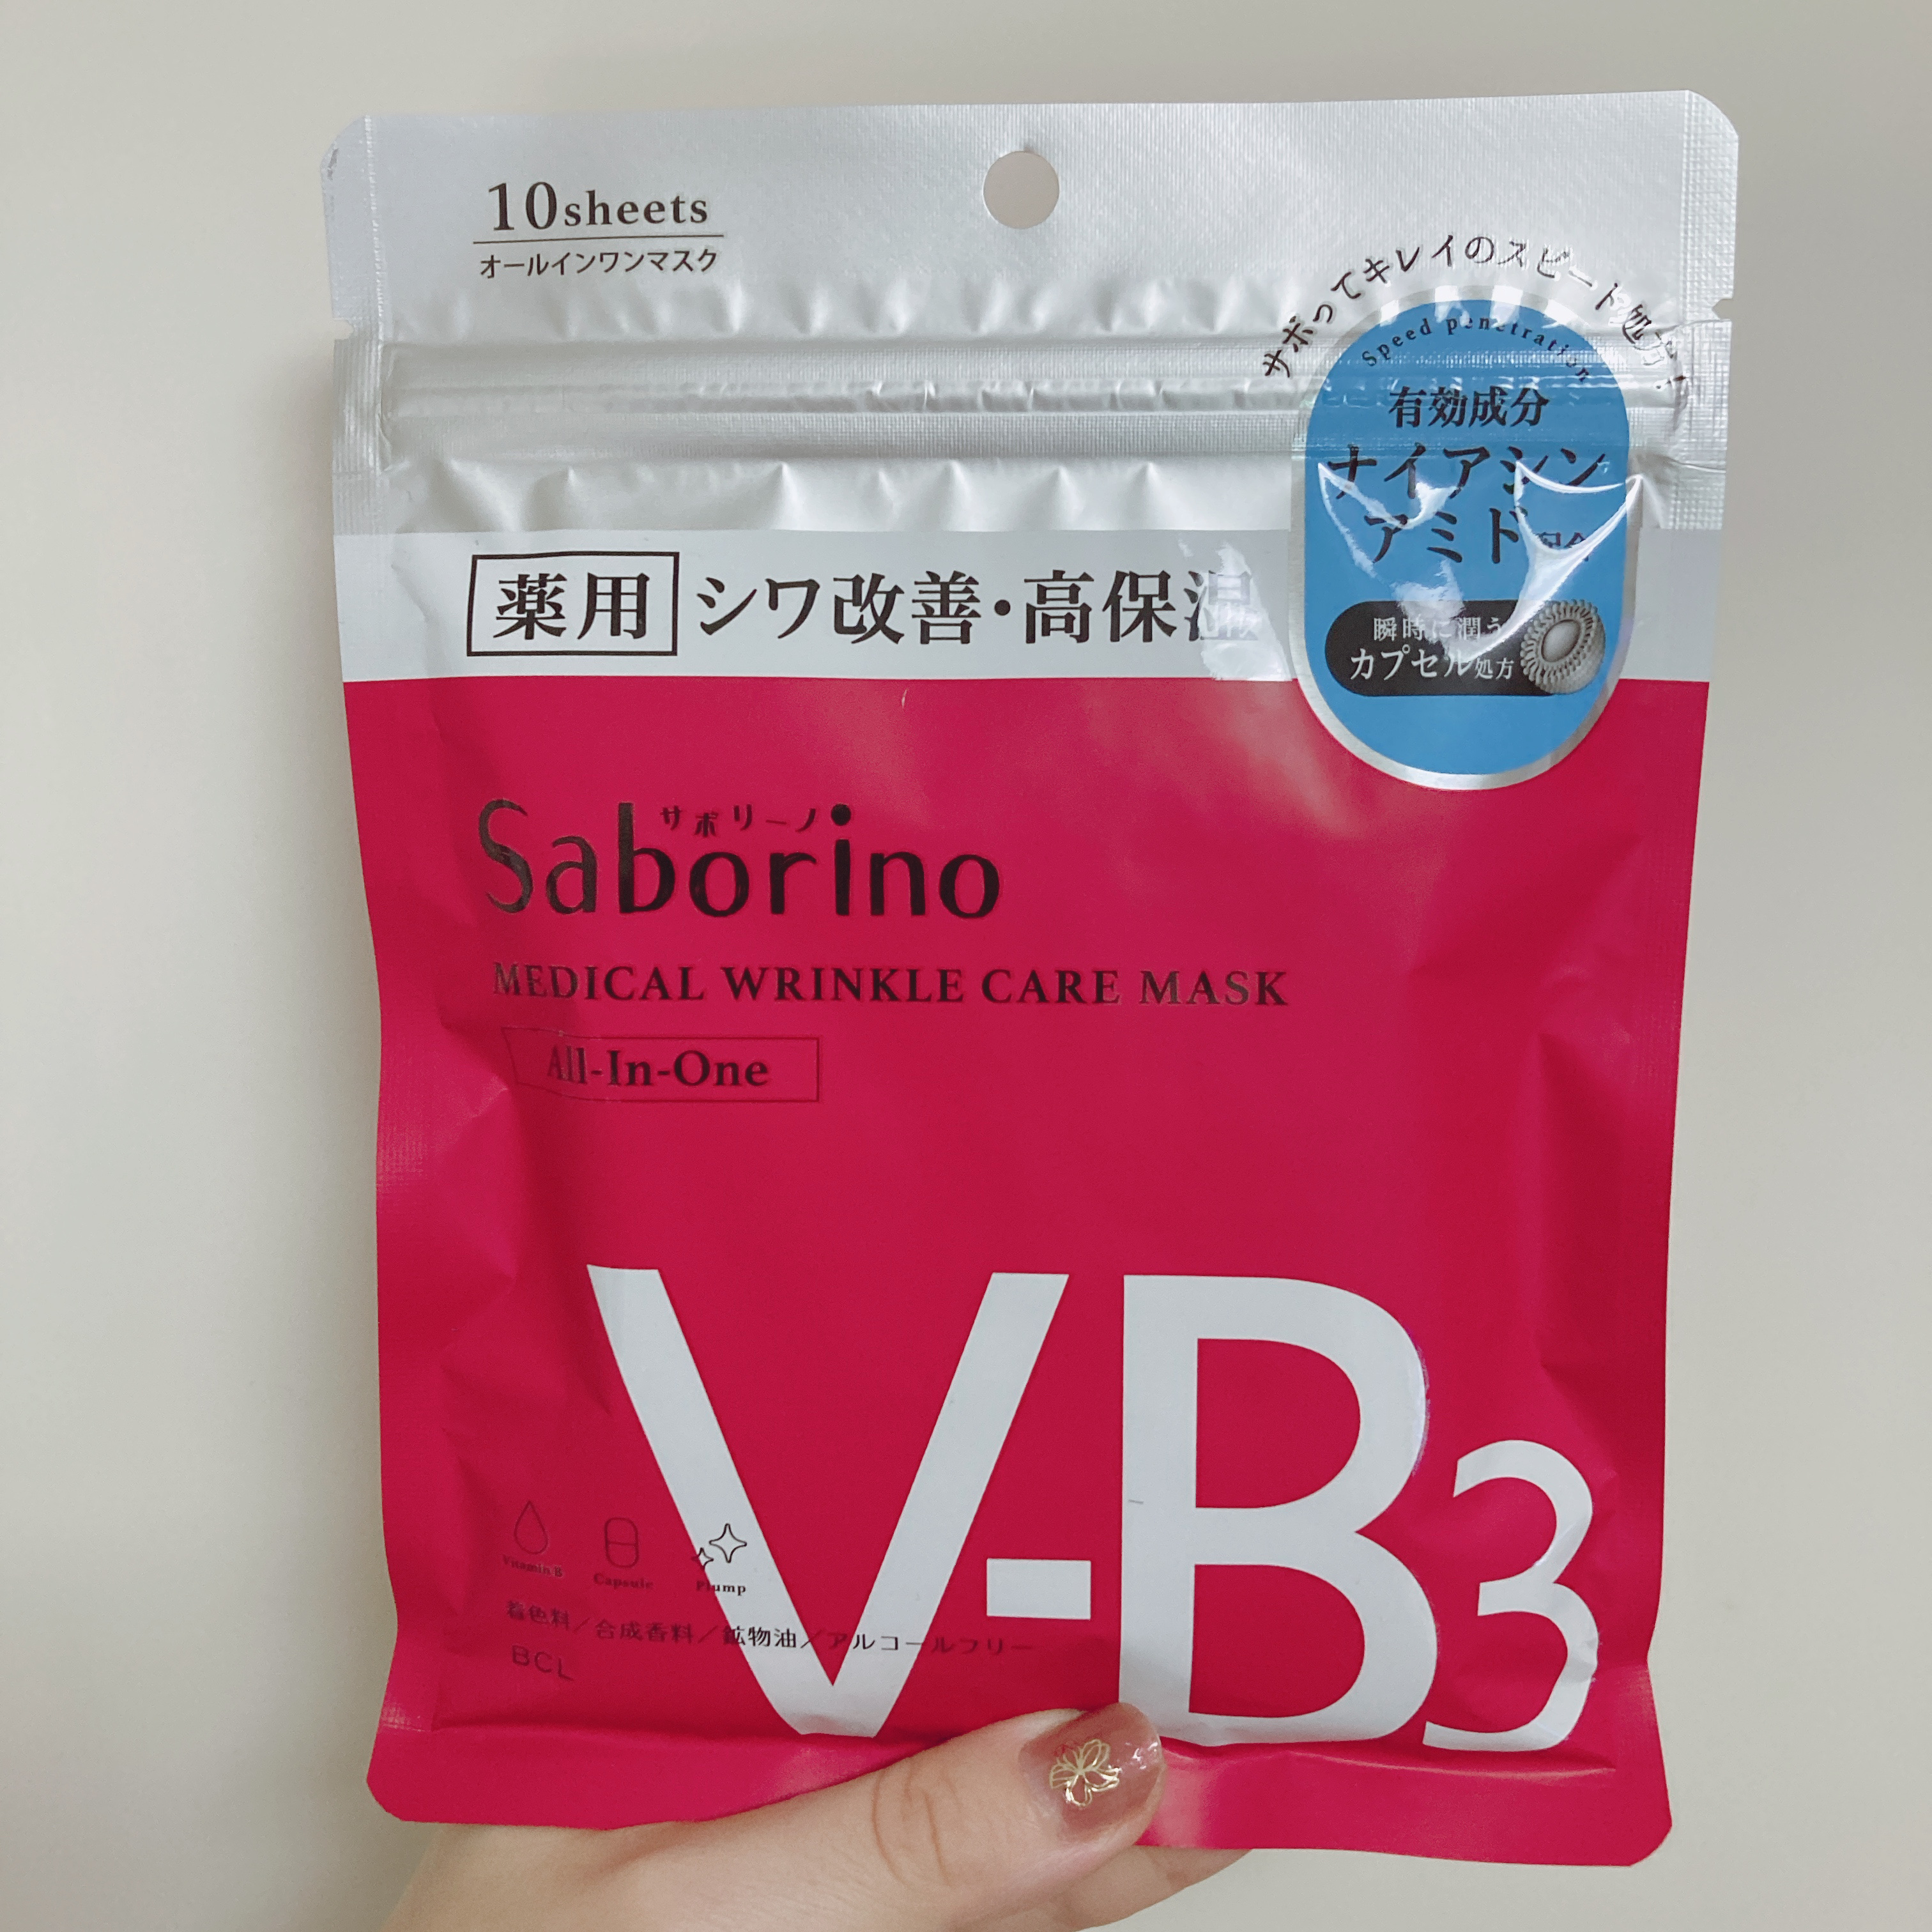 10sheets
オールインワンマスク
サボってキレイのスピード処方!
Speed penetration
有効成分
ナイアシン
アミド配合
瞬時に潤う
カプセル処方
薬用 シワ改善・高保湿
サボリーノ
Saborino
MEDICAL WRINKLE CARE MASK
All-In-One
V-B3
Vitamin B Capsule Plump
着色料/合成香料/鉱物油/アルコールフリー
BCL